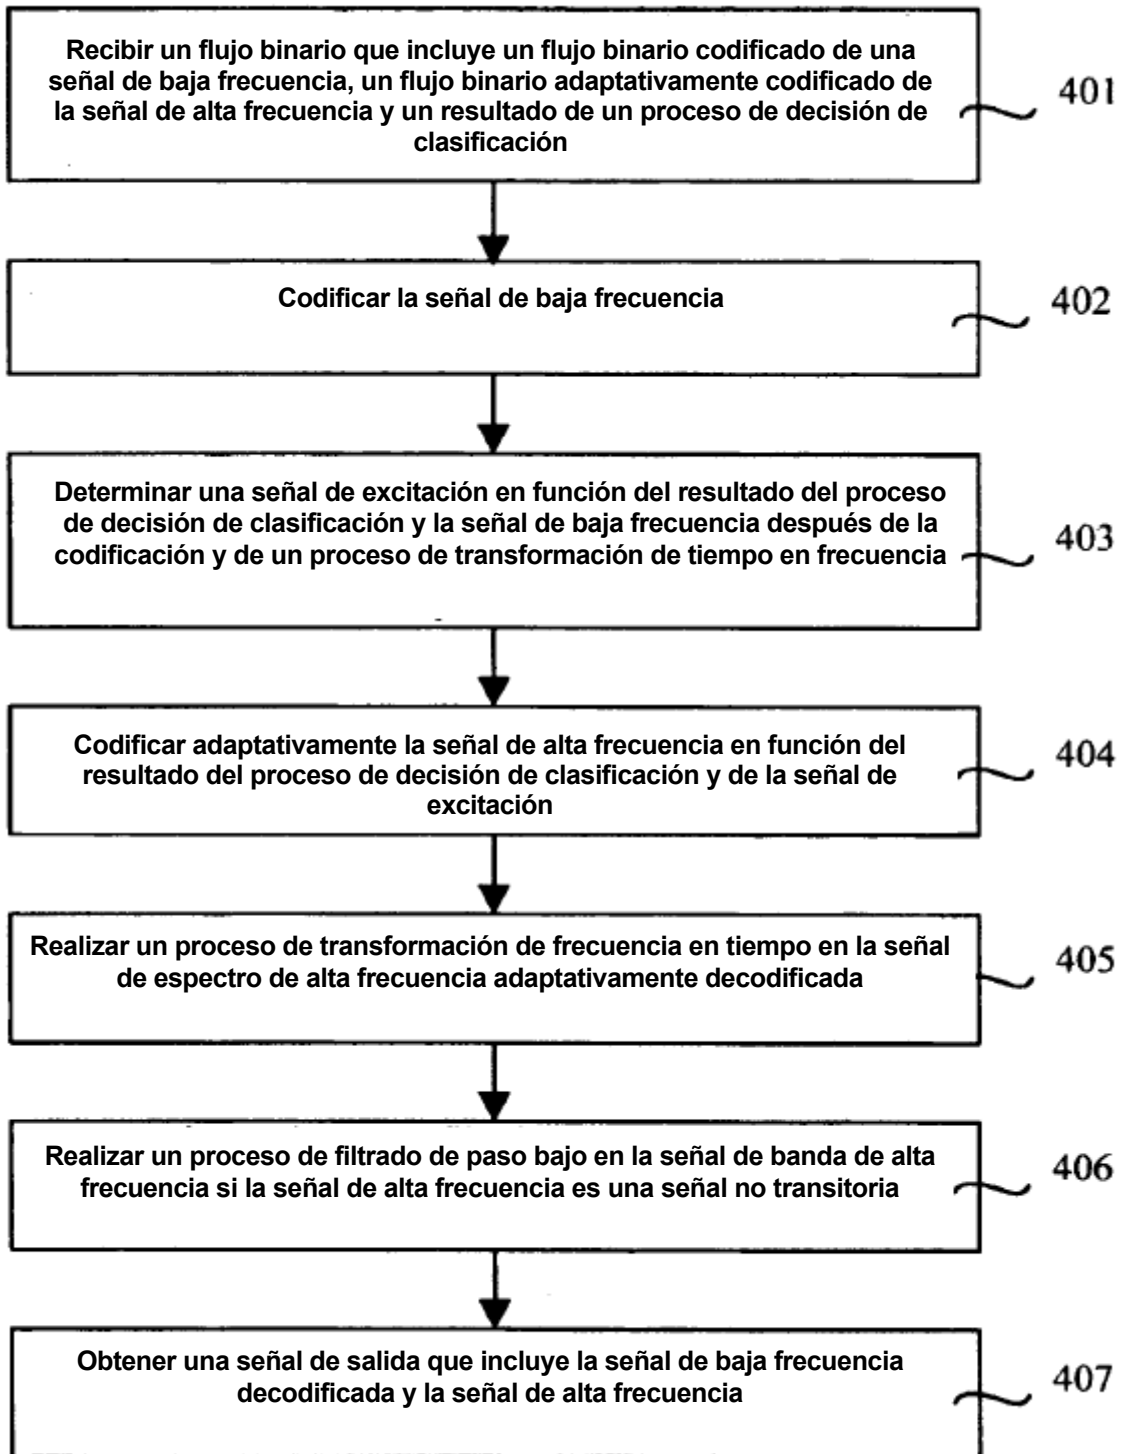 Recibir un flujo binario que incluye un flujo binario codificado de una
señal de baja frecuencia, un flujo binario adaptativamente codificado de
la señal de alta frecuencia y un resultado de un proceso de decisión de
clasificación
401
Codificar la señal de baja frecuencia
402
Determinar una señal de excitación en función del resultado del proceso
de decisión de clasificación y la señal de baja frecuencia después de la
codificación y de un proceso de transformación de tiempo en frecuencia
403
Codificar adaptativamente la señal de alta frecuencia en función del
resultado del proceso de decisión de clasificación y de la señal de
excitación
404
Realizar un proceso de transformación de frecuencia en tiempo en la señal
de espectro de alta frecuencia adaptativamente decodificada
405
Realizar un proceso de filtrado de paso bajo en la señal de banda de alta
frecuencia si la señal de alta frecuencia es una señal no transitoria
406
Obtener una señal de salida que incluye la señal de baja frecuencia
decodificada y la señal de alta frecuencia
407